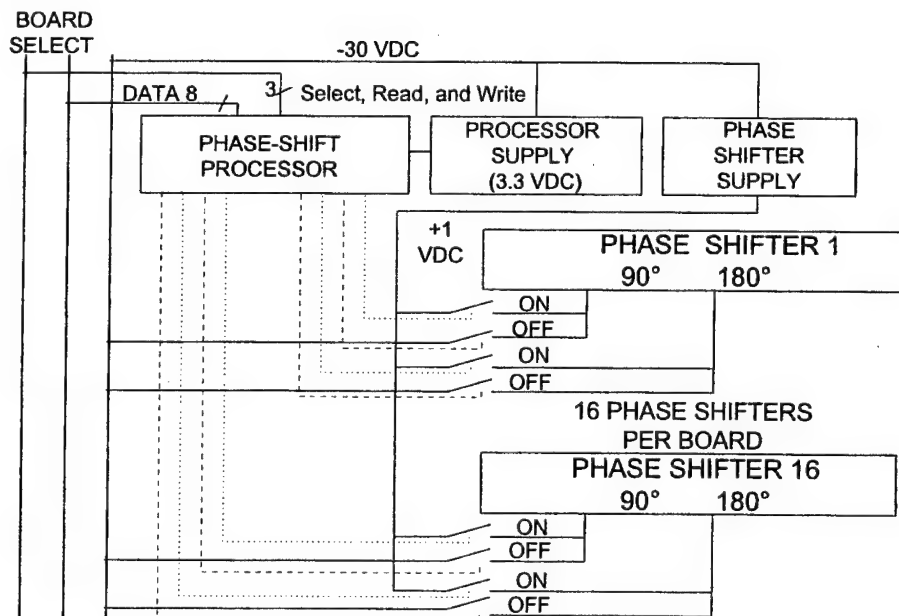 BOARD
SELECT
-30 VDC
DATA 8
3
Select, Read, and Write
PHASE-SHIFT
PROCESSOR
PROCESSOR
SUPPLY
(3.3 VDC)
PHASE
SHIFTER
SUPPLY
+1
VDC
PHASE SHIFTER 1
90° 180°
ON
OFF
ON
OFF
16 PHASE SHIFTERS
PER BOARD
PHASE SHIFTER 16
90° 180°
ON
OFF
ON
OFF